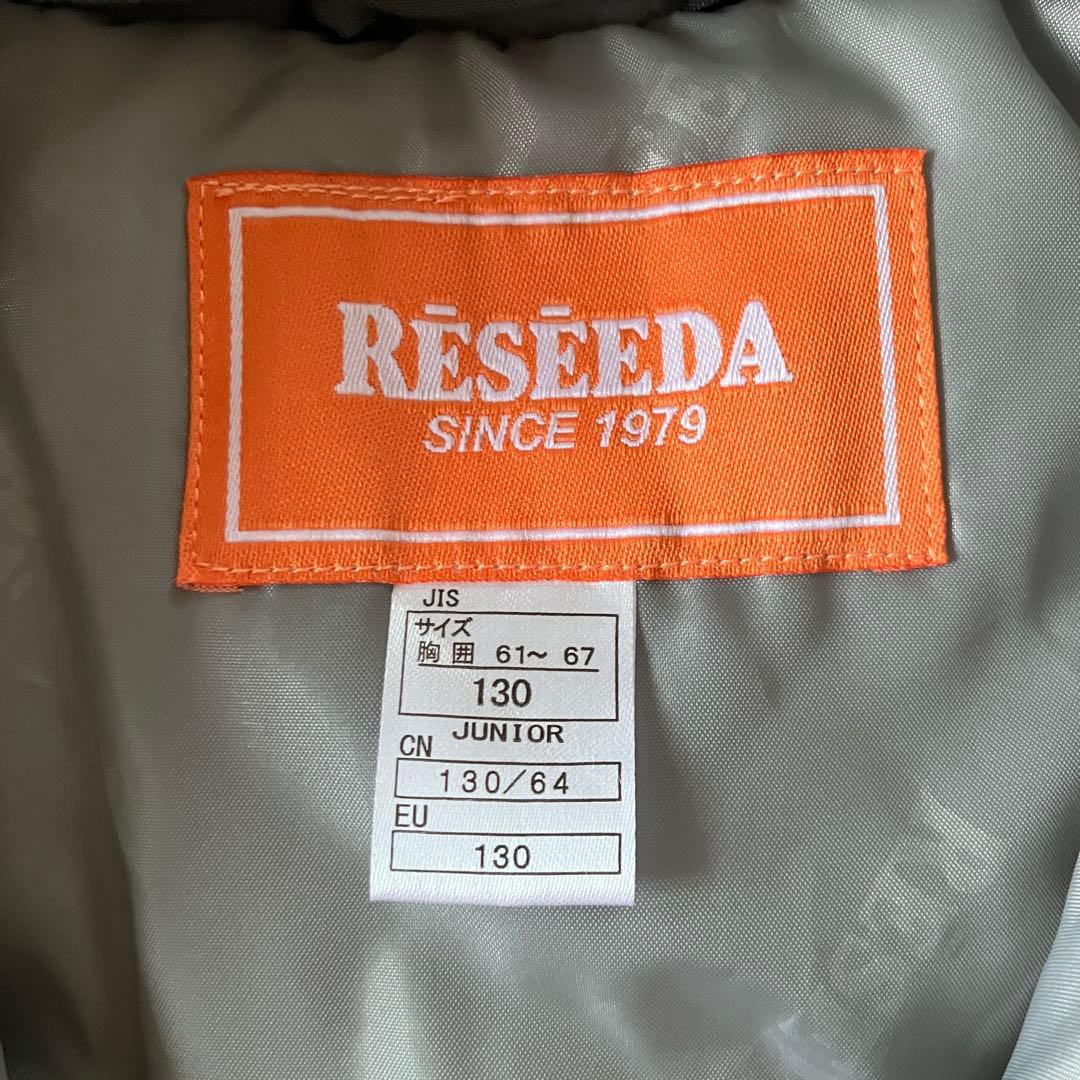 RĒSĒEDA
SINCE 1979
JIS
サイズ
胸囲 61～ 67
130
JUNIOR
CN
130/64
EU
130